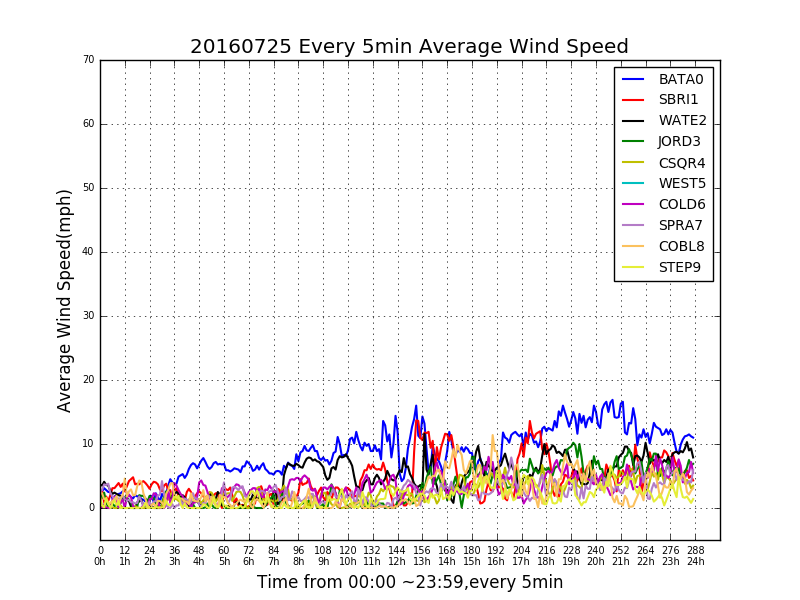 20160725 Every 5min Average Wind Speed
70
60
50
40
30
20
10
0
Average Wind Speed(mph)
BATA0
SBRI1
WATE2
JORD3
CSQR4
WEST5
COLD6
SPRA7
COBL8
STEP9
0 12 24 36 48 60 72 84 96 108 120 132 144 156 168 180 192 204 216 228 240 252 264 276 288
0h 1h 2h 3h 4h 5h 6h 7h 8h 9h 10h 11h 12h 13h 14h 15h 16h 17h 18h 19h 20h 21h 22h 23h 24h
Time from 00:00 ~23:59,every 5min